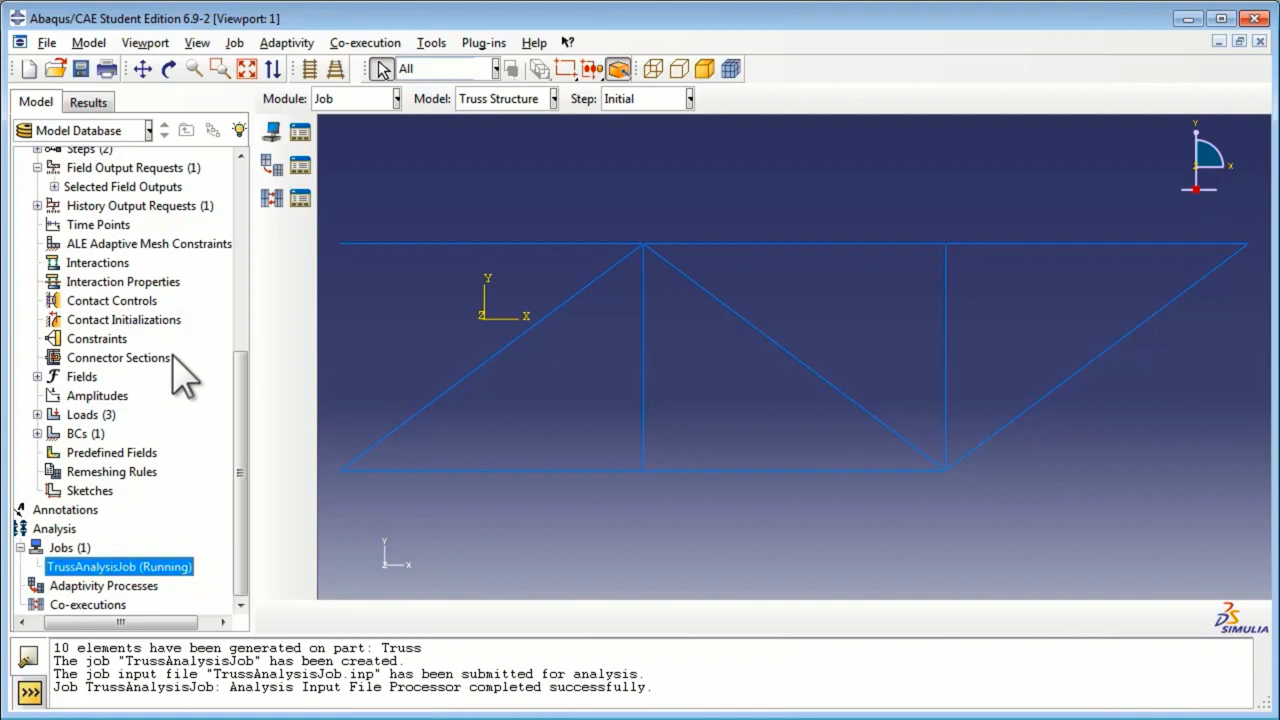 Abaqus/CAE Student Edition 6.9-2 [Viewport: 1]
File Model Viewport View Job Adaptivity Co-execution Tools Plug-ins Help
All
Model Results Module: Job Model: Truss Structure Step: Initial
Model Database
Steps (2)
Field Output Requests (1)
Selected Field Outputs
History Output Requests (1)
Time Points
ALE Adaptive Mesh Constraints
Interactions
Interaction Properties
Contact Controls
Contact Initializations
Constraints
Connector Sections
Fields
Amplitudes
Loads (3)
BCs (1)
Predefined Fields
Remeshing Rules
Sketches
Annotations
Analysis
Jobs (1)
TrussAnalysisJob (Running)
Adaptivity Processes
Co-executions
Y
X
Z
Y
Z X
Y
Z X
SIMULIA
10 elements have been generated on part: Truss
The job "TrussAnalysisJob" has been created.
The job input file "TrussAnalysisJob.inp" has been submitted for analysis.
Job TrussAnalysisJob: Analysis Input File Processor completed successfully.
>>>